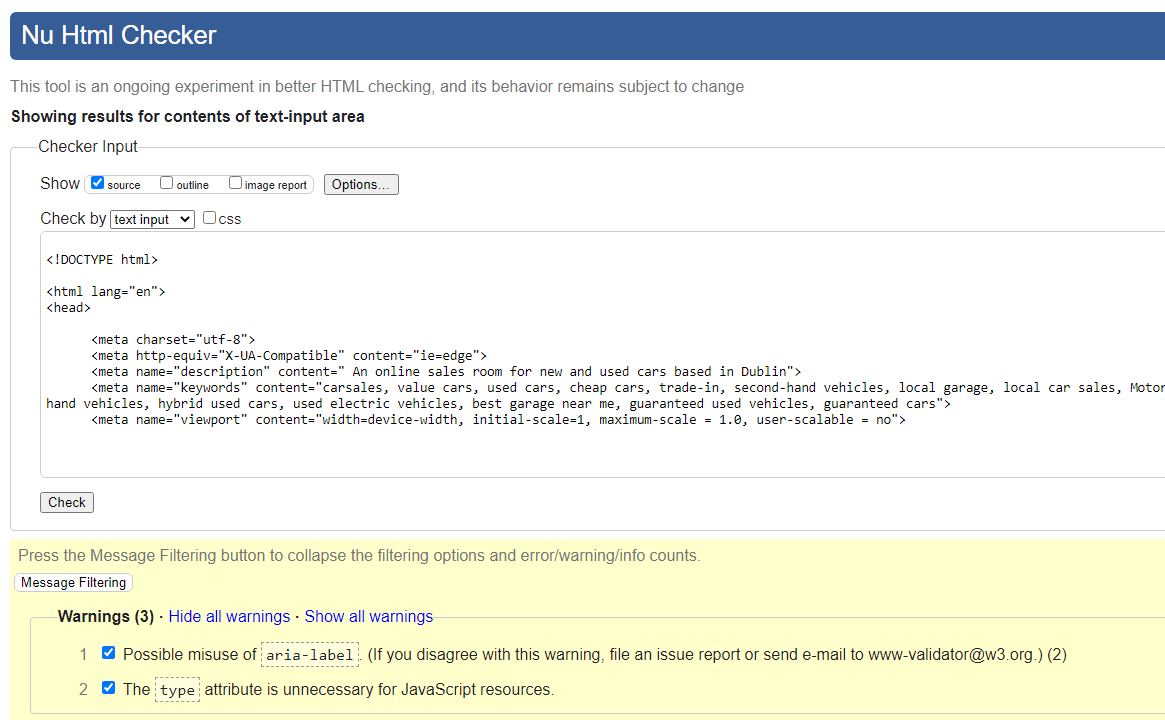 Nu Html Checker
This tool is an ongoing experiment in better HTML checking, and its behavior remains subject to change
Showing results for contents of text-input area
Checker Input
Show source outline image report Options...
Check by text input css
<!DOCTYPE html>
<html lang="en">
<head>
<meta charset="utf-8">
<meta http-equiv="X-UA-Compatible" content="ie=edge">
<meta name="description" content=" An online sales room for new and used cars based in Dublin">
<meta name="keywords" content="carsales, value cars, used cars, cheap cars, trade-in, second-hand vehicles, local garage, local car sales, Motor
hand vehicles, hybrid used cars, used electric vehicles, best garage near me, guaranteed used vehicles, guaranteed cars">
<meta name="viewport" content="width=device-width, initial-scale=1, maximum-scale = 1.0, user-scalable = no">
Check
Press the Message Filtering button to collapse the filtering options and error/warning/info counts.
Message Filtering
Warnings (3) · Hide all warnings · Show all warnings
1 Possible misuse of aria-label. (If you disagree with this warning, file an issue report or send e-mail to www-validator@w3.org.) (2)
2 The type attribute is unnecessary for JavaScript resources.